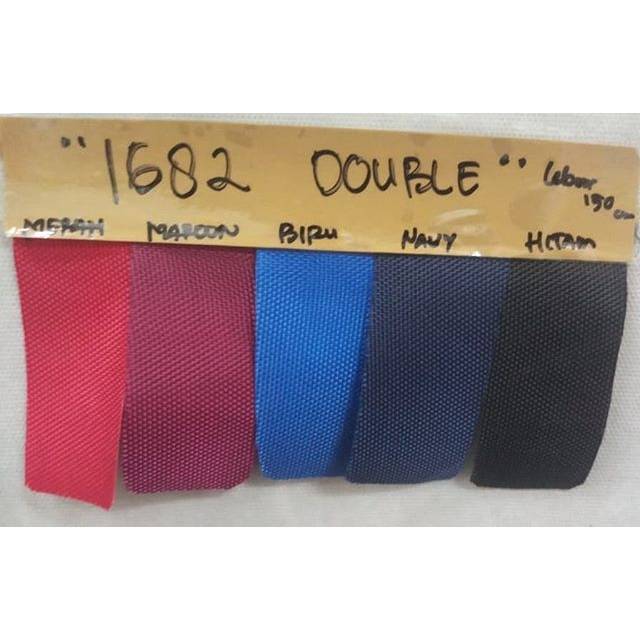 "1682 DOUBLE" Lebar
150 cm
MERAH MAROON BIRU NAVY HITAM